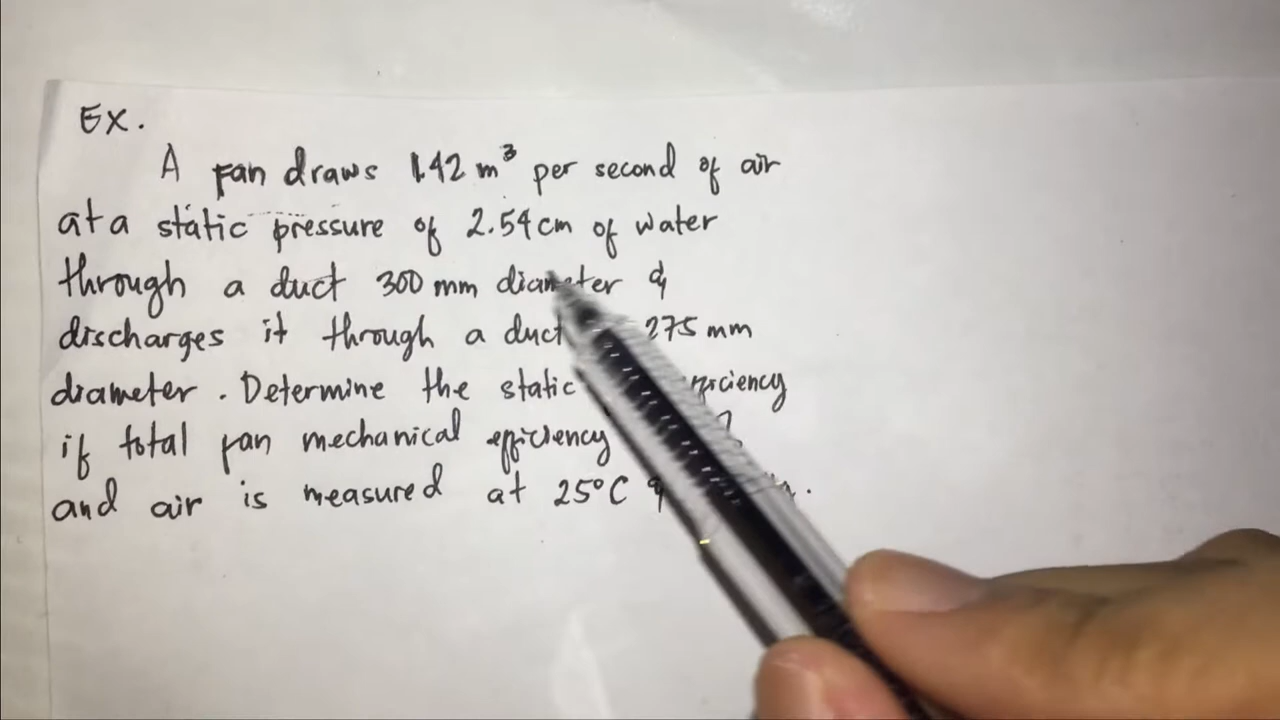 Ex.
A fan draws 1.42 m³ per second of air
at a static pressure of 2.54 cm of water
through a duct 300 mm diameter &
discharges it through a duct 275 mm
diameter. Determine the static
if total fan mechanical efficiency
and air is measured at 25°C